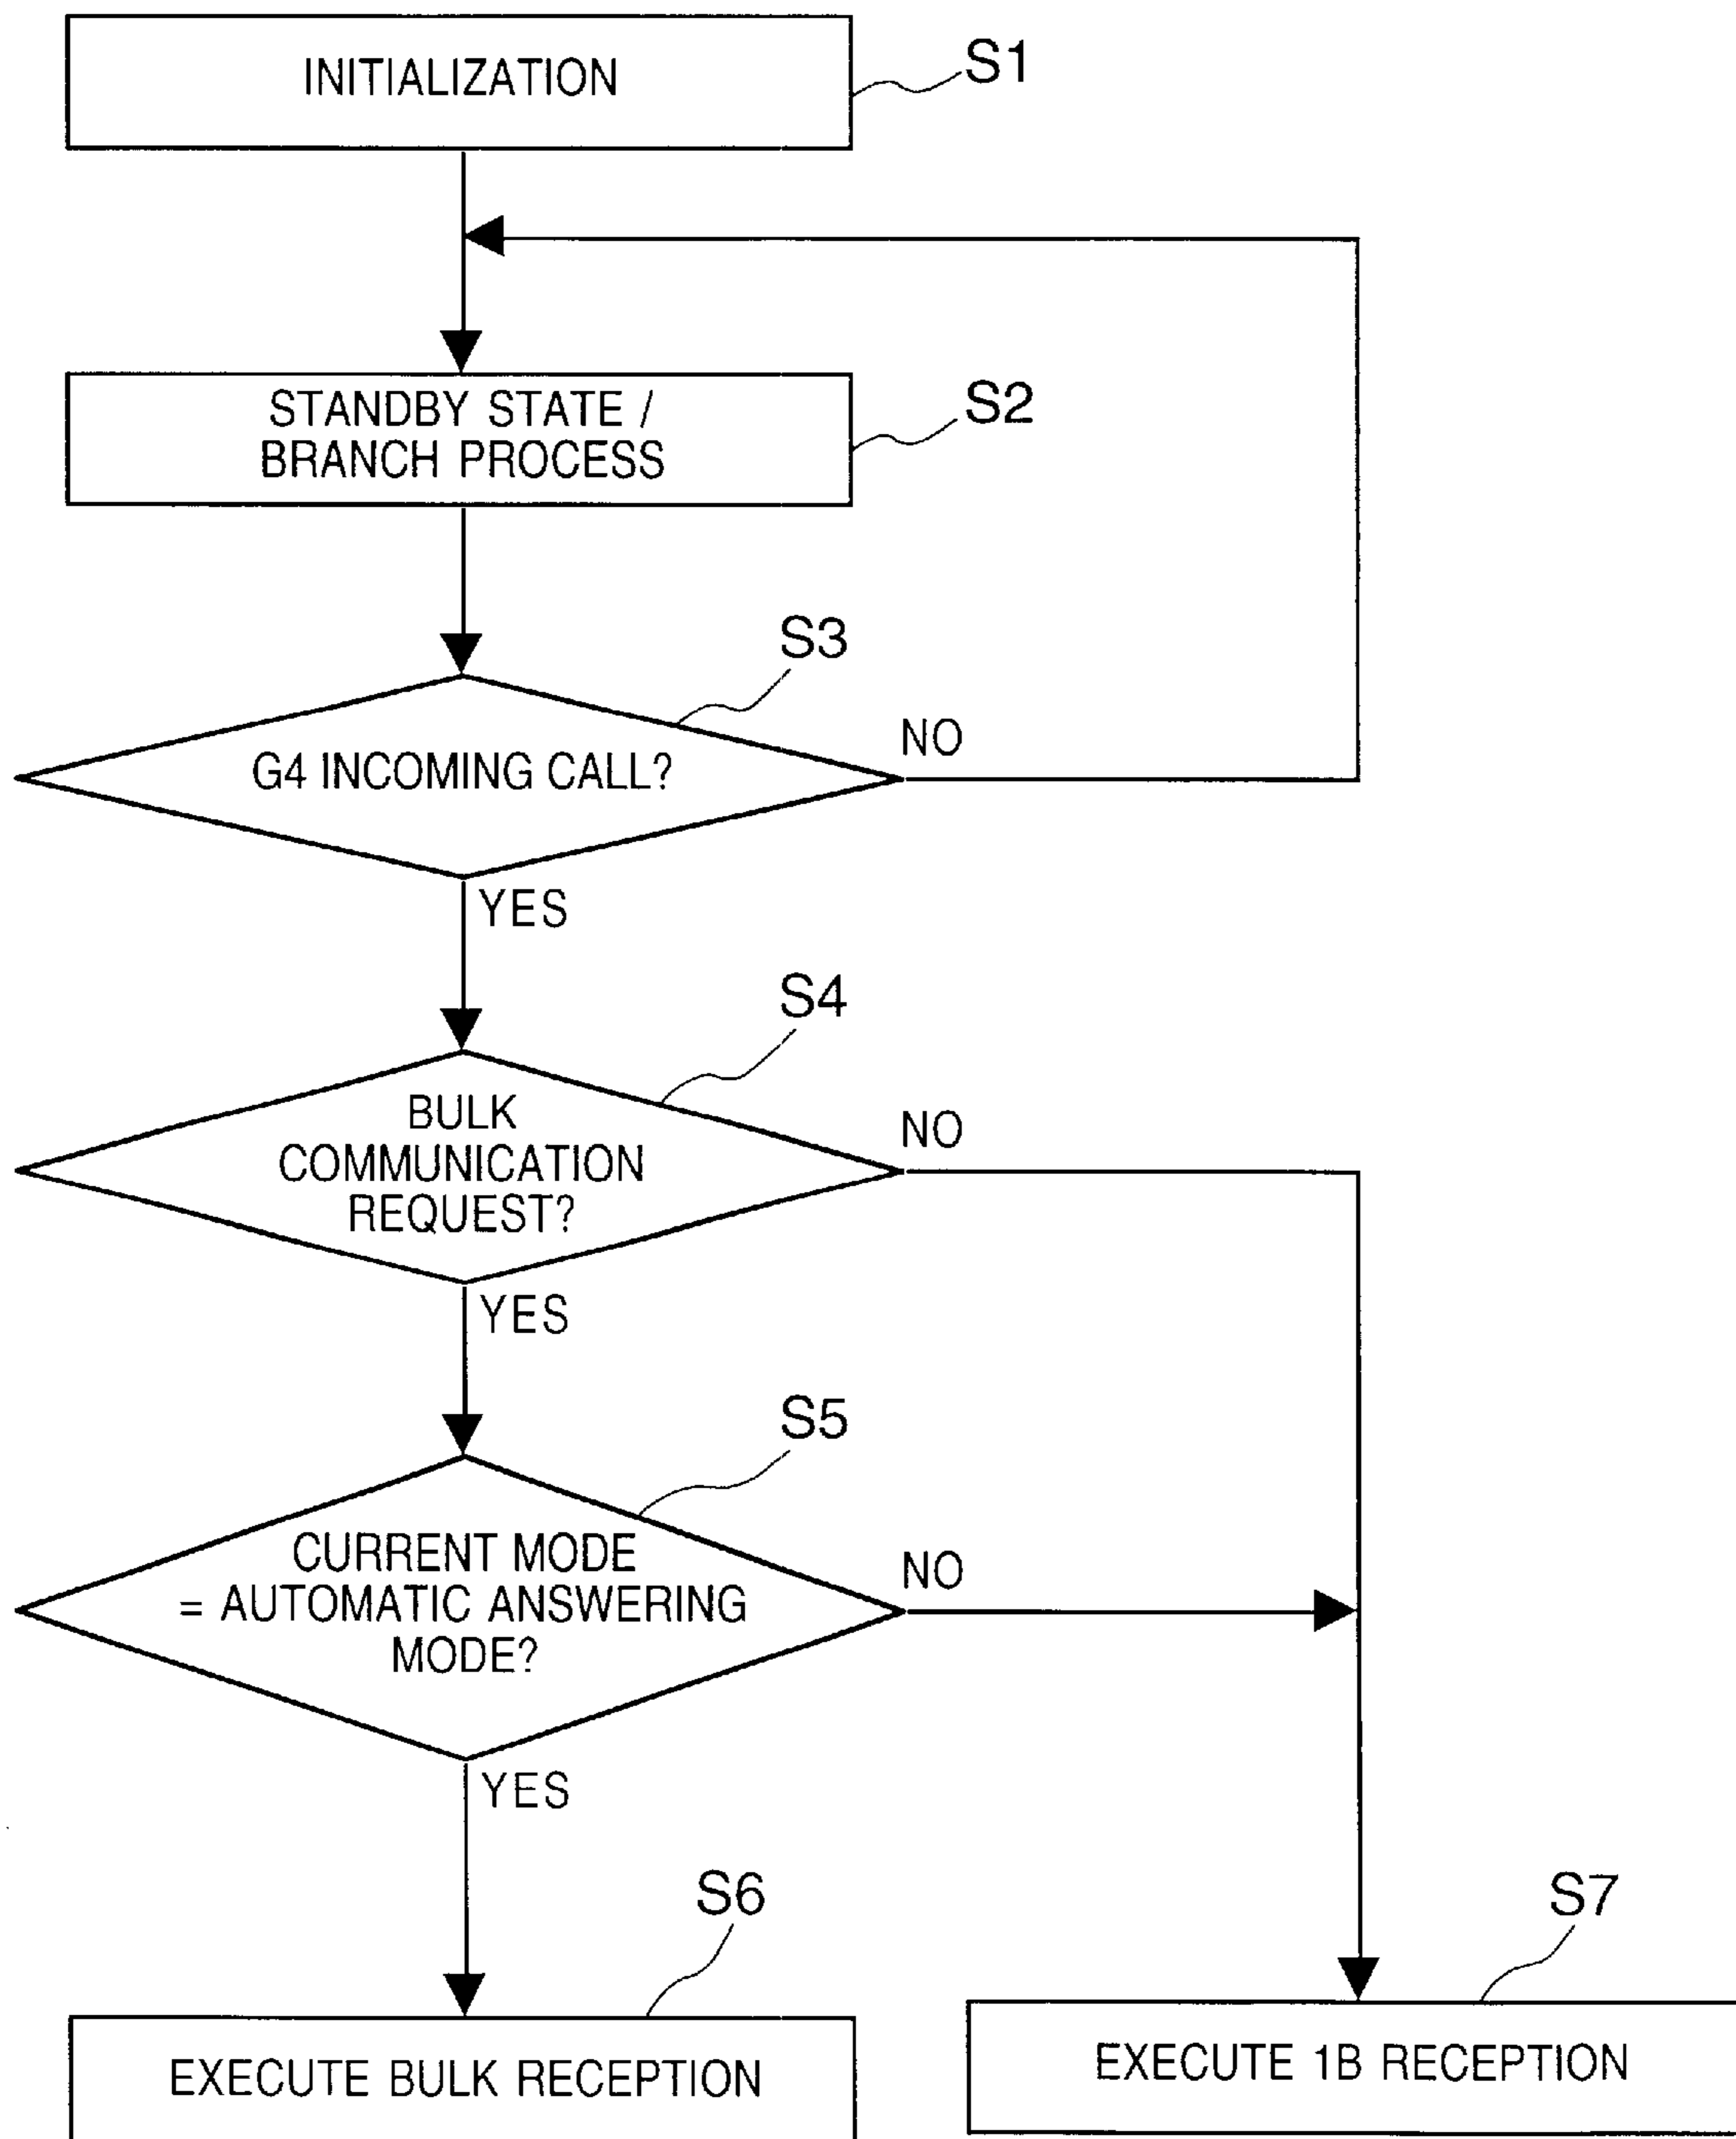 INITIALIZATION
S1
STANDBY STATE /
BRANCH PROCESS
S2
S3
G4 INCOMING CALL?
NO
YES
S4
BULK
COMMUNICATION
REQUEST?
NO
YES
S5
CURRENT MODE
= AUTOMATIC ANSWERING
MODE?
NO
YES
S6
EXECUTE BULK RECEPTION
S7
EXECUTE 1B RECEPTION